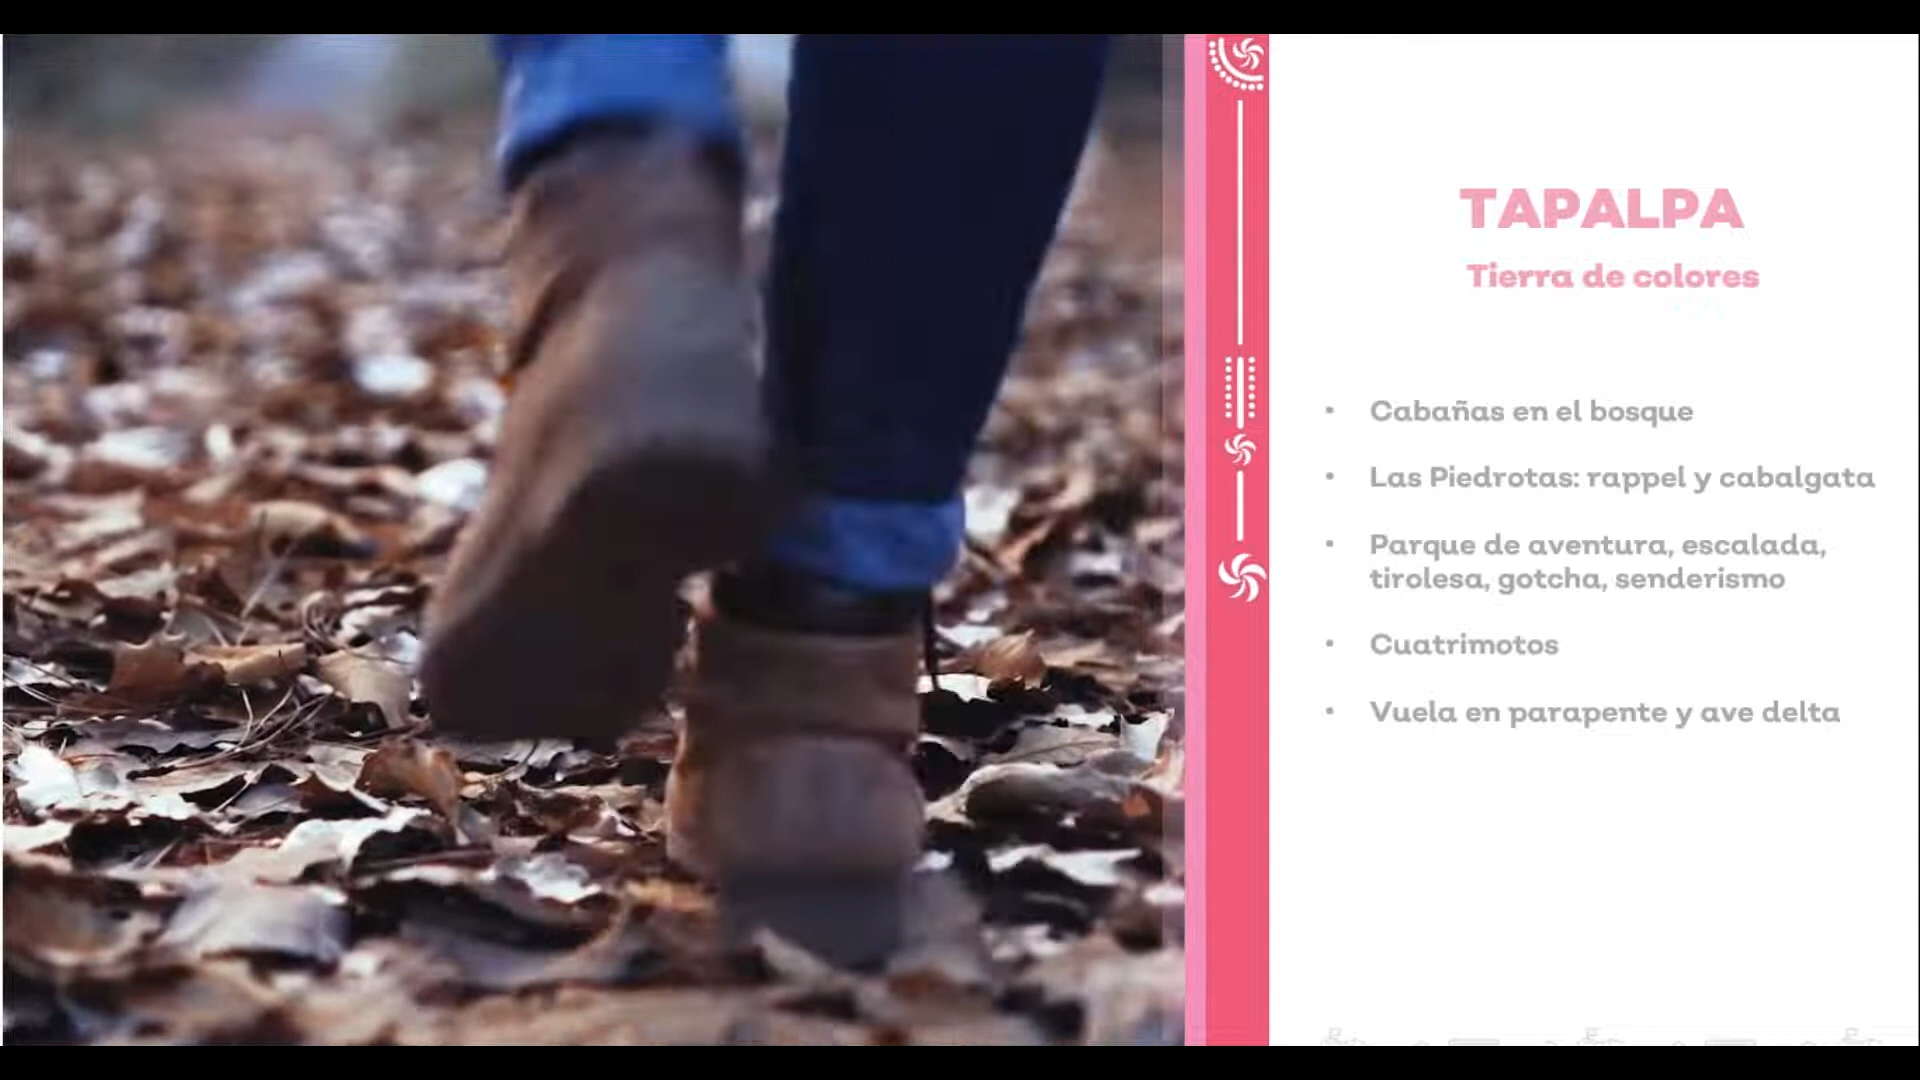 TAPALPA
Tierra de colores
• Cabañas en el bosque
• Las Piedrotas: rappel y cabalgata
• Parque de aventura, escalada,
tirolesa, gotcha, senderismo
• Cuatrimotos
• Vuela en parapente y ave delta